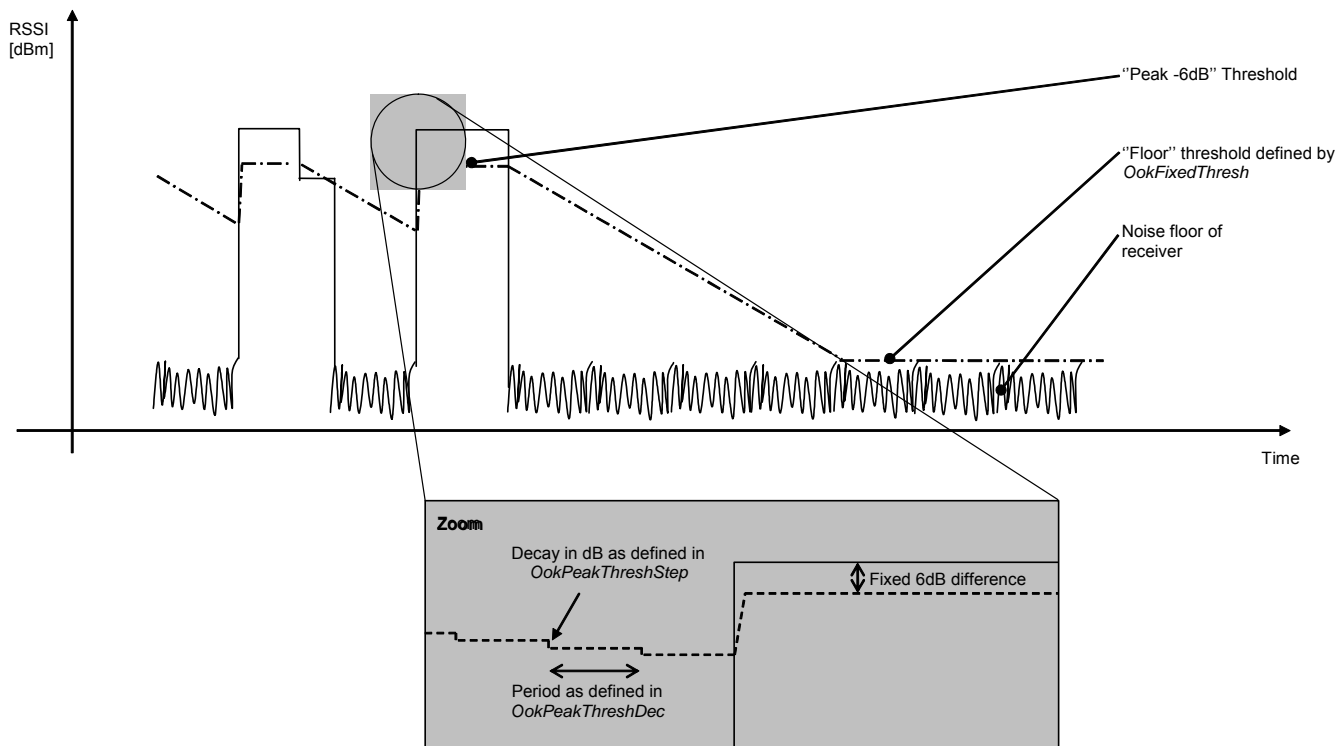 RSSI
[dBm]
‘‘Peak -6dB’’ Threshold
‘‘Floor’’ threshold defined by
OokFixedThresh
Noise floor of
receiver
Time
Zoom
Decay in dB as defined in
OokPeakThreshStep
Fixed 6dB difference
Period as defined in
OokPeakThreshDec